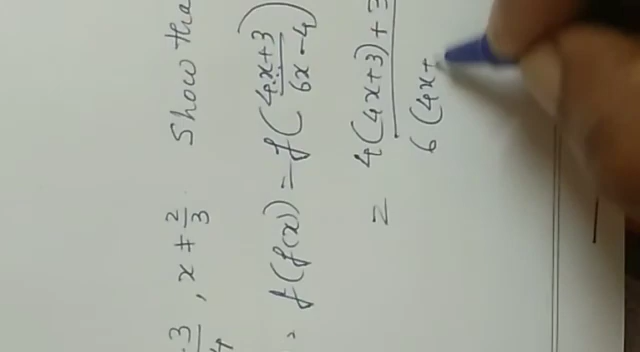 3/4 , x ≠ 2/3 Show tha
f(f(x)) = f((4x+3)/(6x-4))
= 4(4x+3)+3
6(4x+